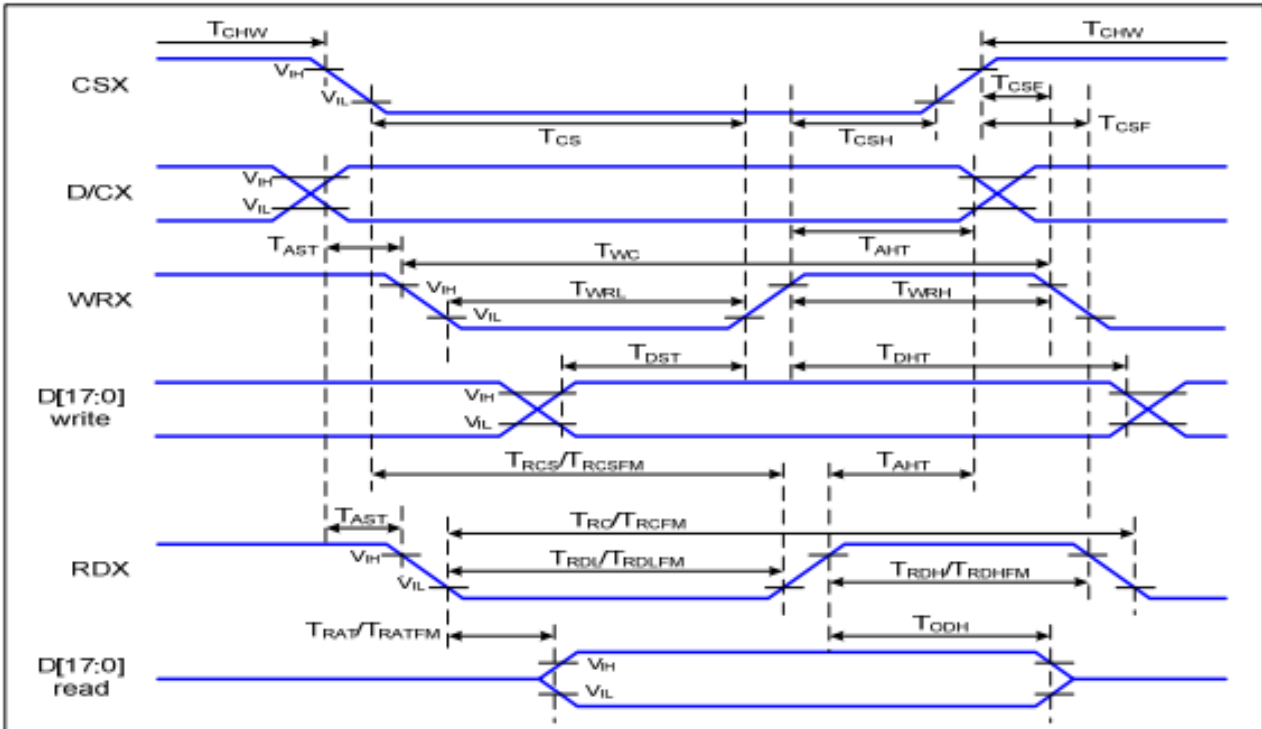 TCHW TCHW
VIH
CSX
VIL
TCSF
TCS TCSH TCSF
VIH
D/CX
VIL
TAST TWC TAHT
WRX VIH TWRL TWRH
VIL
TDST TDHT
D[17:0] VIH
write VIL
TRCS/TRCSFM TAHT
TAST TRC/TRCFM
VIH
RDX TRDL/TRDLFM TRDH/TRDHFM
VIL
TRAT/TRATFM TODH
D[17:0] VIH
read VIL